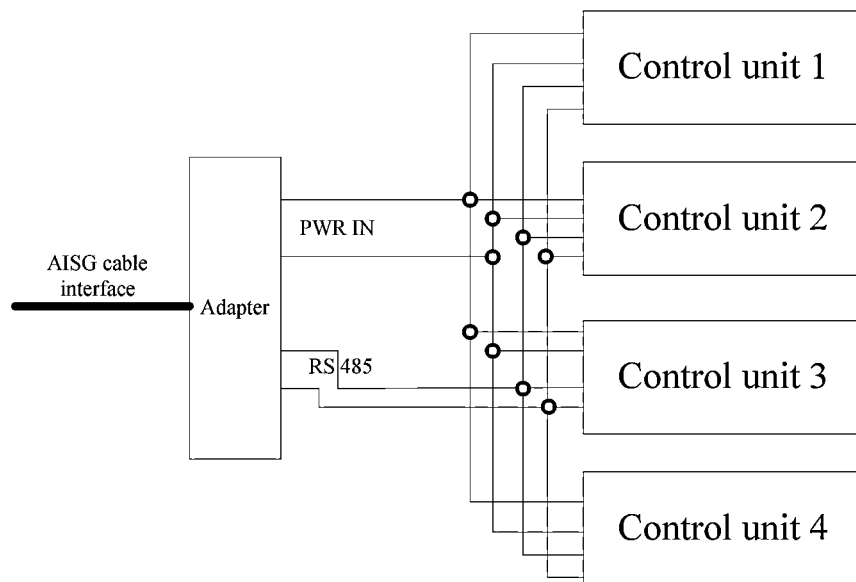 Control unit 1
Control unit 2
PWR IN
AISG cable
interface
Adapter
RS 485
Control unit 3
Control unit 4